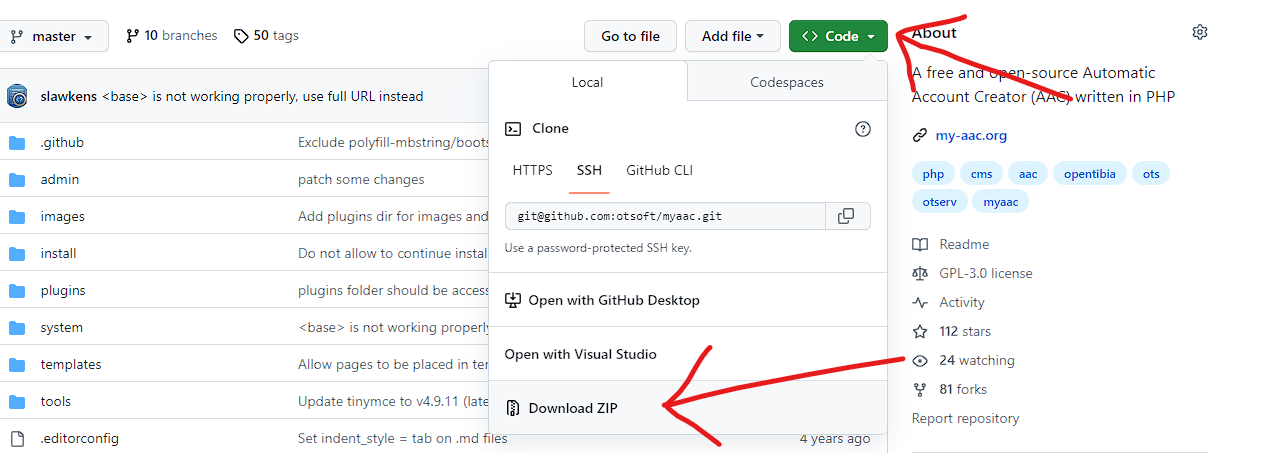 master
10 branches
50 tags
Go to file
Add file
Code
slawkens <base> is not working properly, use full URL instead
.github
Exclude polyfill-mbstring/boots
admin
patch some changes
images
Add plugins dir for images and
install
Do not allow to continue instal
plugins
plugins folder should be access
system
<base> is not working properly
templates
Allow pages to be placed in ter
tools
Update tinymce to v4.9.11 (late
.editorconfig
Set indent_style = tab on .md files
4 years ago
Local
Codespaces
Clone
HTTPS
SSH
GitHub CLI
git@github.com:otsoft/myaac.git
Use a password-protected SSH key.
Open with GitHub Desktop
Open with Visual Studio
Download ZIP
About
A free and open-source Automatic
Account Creator (AAC) written in PHP
my-aac.org
php
cms
aac
opentibia
ots
otserv
myaac
Readme
GPL-3.0 license
Activity
112 stars
24 watching
81 forks
Report repository